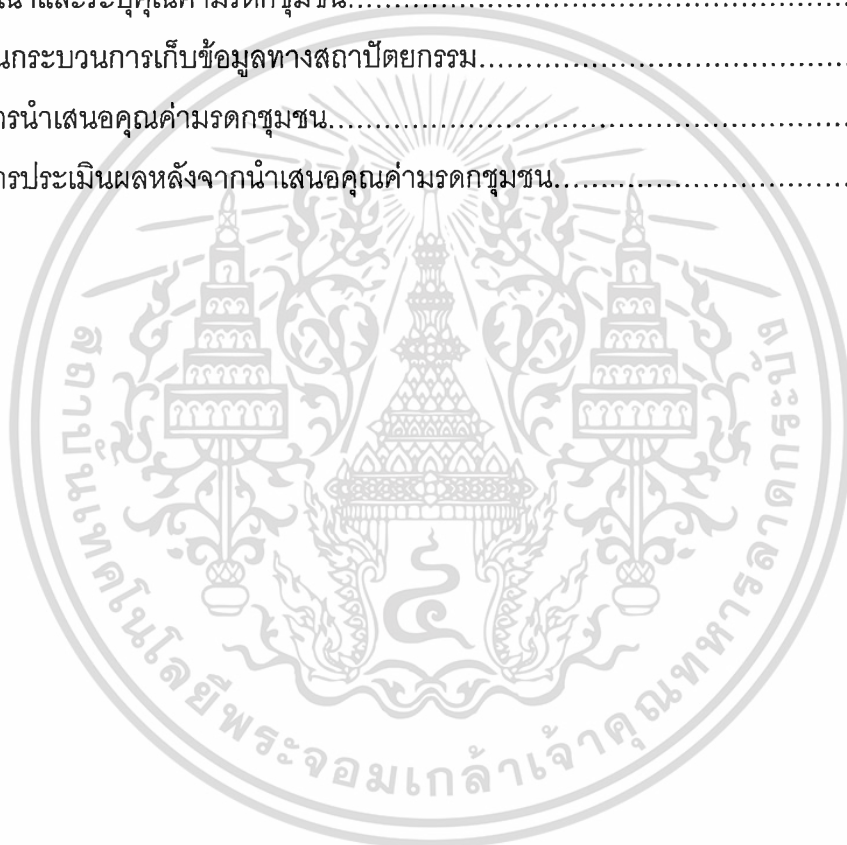 และระบุคุณค่ามรดกชุมชน
นกระบวนการเก็บข้อมูลทางสถาปัตยกรรม
ารนำเสนอคุณค่ามรดกชุมชน
ารประเมินผลหลังจากนำเสนอคุณค่ามรดกชุมชน
สถาบันเทคโนโลยีพระจอมเกล้าเจ้าคุณทหารลาดกระบัง